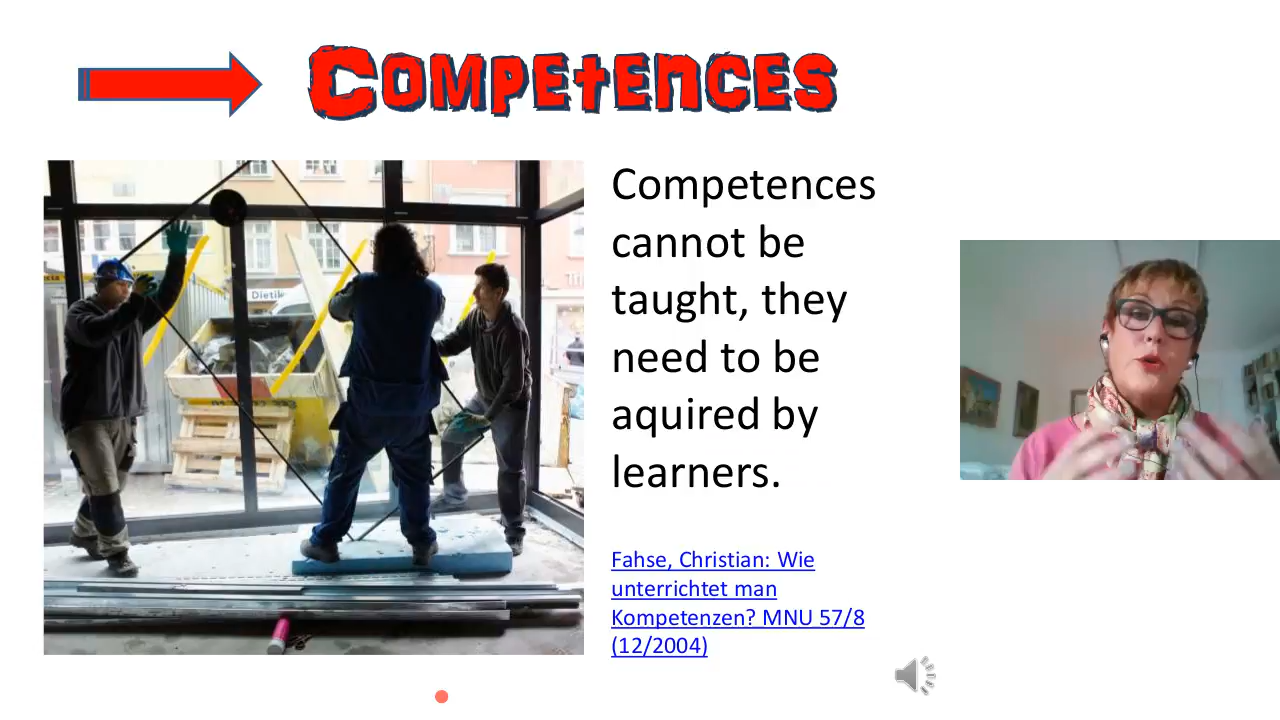 Competences
Competences
cannot be
taught, they
need to be
aquired by
learners.
Fahse, Christian: Wie
unterrichtet man
Kompetenzen? MNU 57/8
(12/2004)